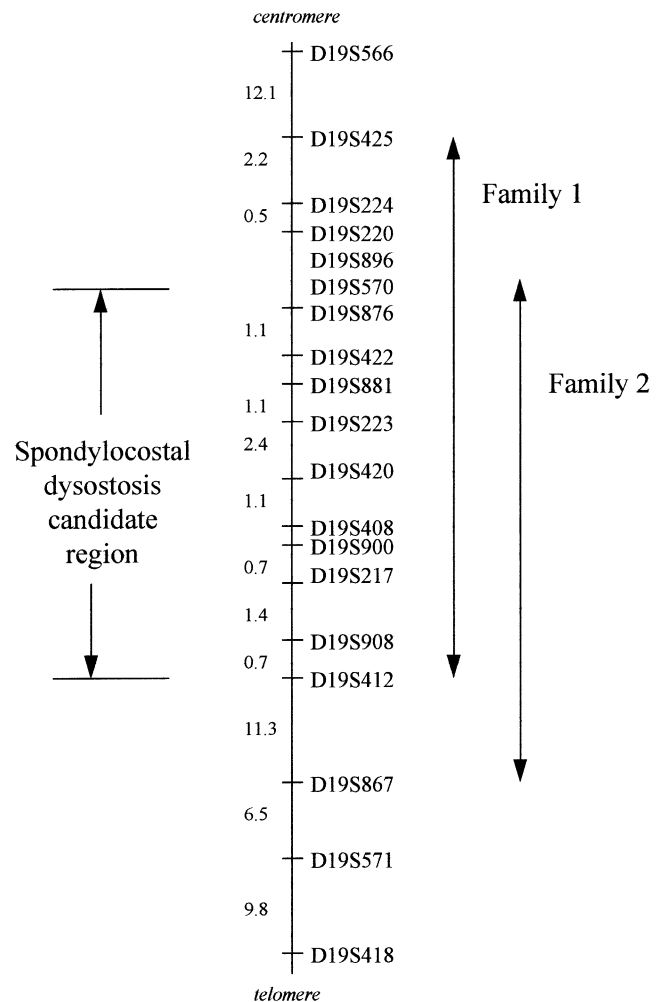 centromere
D19S566
12.1
D19S425
2.2
Family 1
D19S224
0.5
D19S220
D19S896
D19S570
D19S876
1.1
D19S422
D19S881
Family 2
1.1
D19S223
2.4
Spondylocostal
dysostosis
candidate
region
D19S420
1.1
D19S408
D19S900
0.7
D19S217
1.4
D19S908
0.7
D19S412
11.3
D19S867
6.5
D19S571
9.8
D19S418
telomere